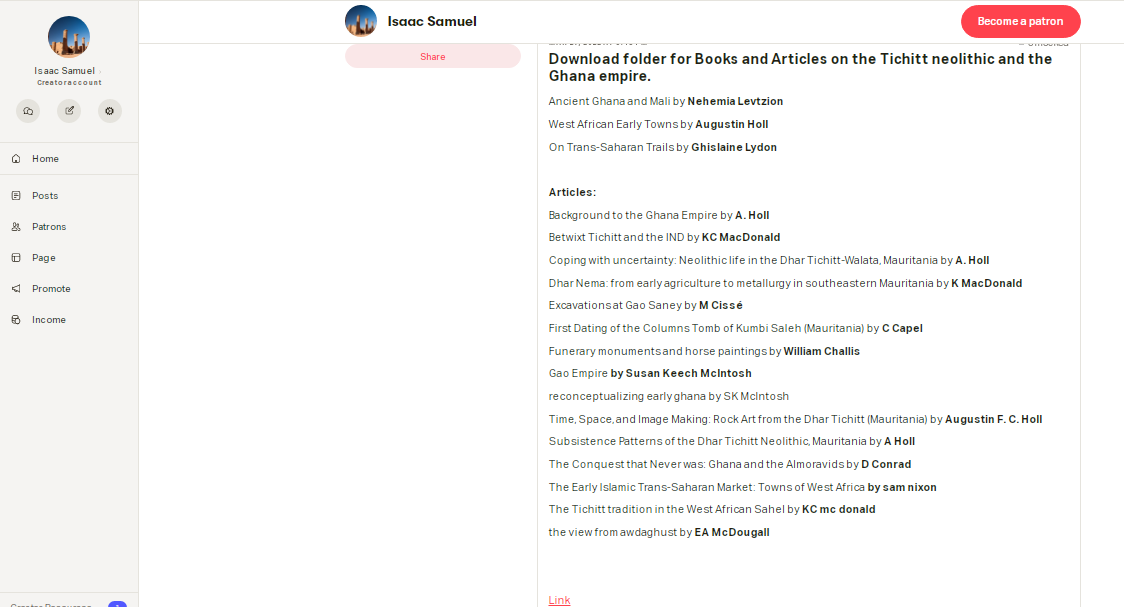 Isaac Samuel
Become a patron
Isaac Samuel
Creator account
Home
Posts
Patrons
Page
Promote
Income
Share
Download folder for Books and Articles on the Tichitt neolithic and the
Ghana empire.
Ancient Ghana and Mali by Nehemia Levtzion
West African Early Towns by Augustin Holl
On Trans-Saharan Trails by Ghislaine Lydon
Articles:
Background to the Ghana Empire by A. Holl
Betwixt Tichitt and the IND by KC MacDonald
Coping with uncertainty: Neolithic life in the Dhar Tichitt-Walata, Mauritania by A. Holl
Dhar Nema: from early agriculture to metallurgy in southeastern Mauritania by K MacDonald
Excavations at Gao Saney by M Cissé
First Dating of the Columns Tomb of Kumbi Saleh (Mauritania) by C Capel
Funerary monuments and horse paintings by William Challis
Gao Empire by Susan Keech McIntosh
reconceptualizing early ghana by SK McIntosh
Time, Space, and Image Making: Rock Art from the Dhar Tichitt (Mauritania) by Augustin F. C. Holl
Subsistence Patterns of the Dhar Tichitt Neolithic, Mauritania by A Holl
The Conquest that Never was: Ghana and the Almoravids by D Conrad
The Early Islamic Trans-Saharan Market: Towns of West Africa by sam nixon
The Tichitt tradition in the West African Sahel by KC mc donald
the view from awdaghust by EA McDougall
Link
Creator Resources